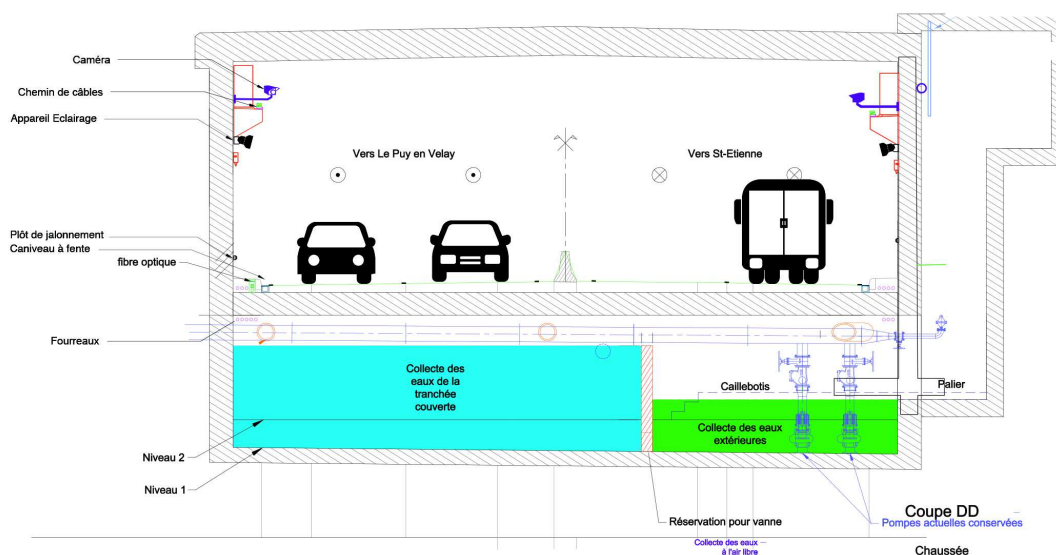 Caméra
Chemin de câbles
Appareil Eclairage
Vers Le Puy en Velay
Vers St-Etienne
Plôt de jalonnement
Caniveau à fente
fibre optique
Fourreaux
Collecte des
eaux de la
tranchée
couverte
Caillebotis
Palier
Collecte des eaux
extérieures
Niveau 2
Niveau 1
Réservation pour vanne
Coupe DD
Pompes actuelles conservées
Collecte des eaux
à l'air libre
Chaussée